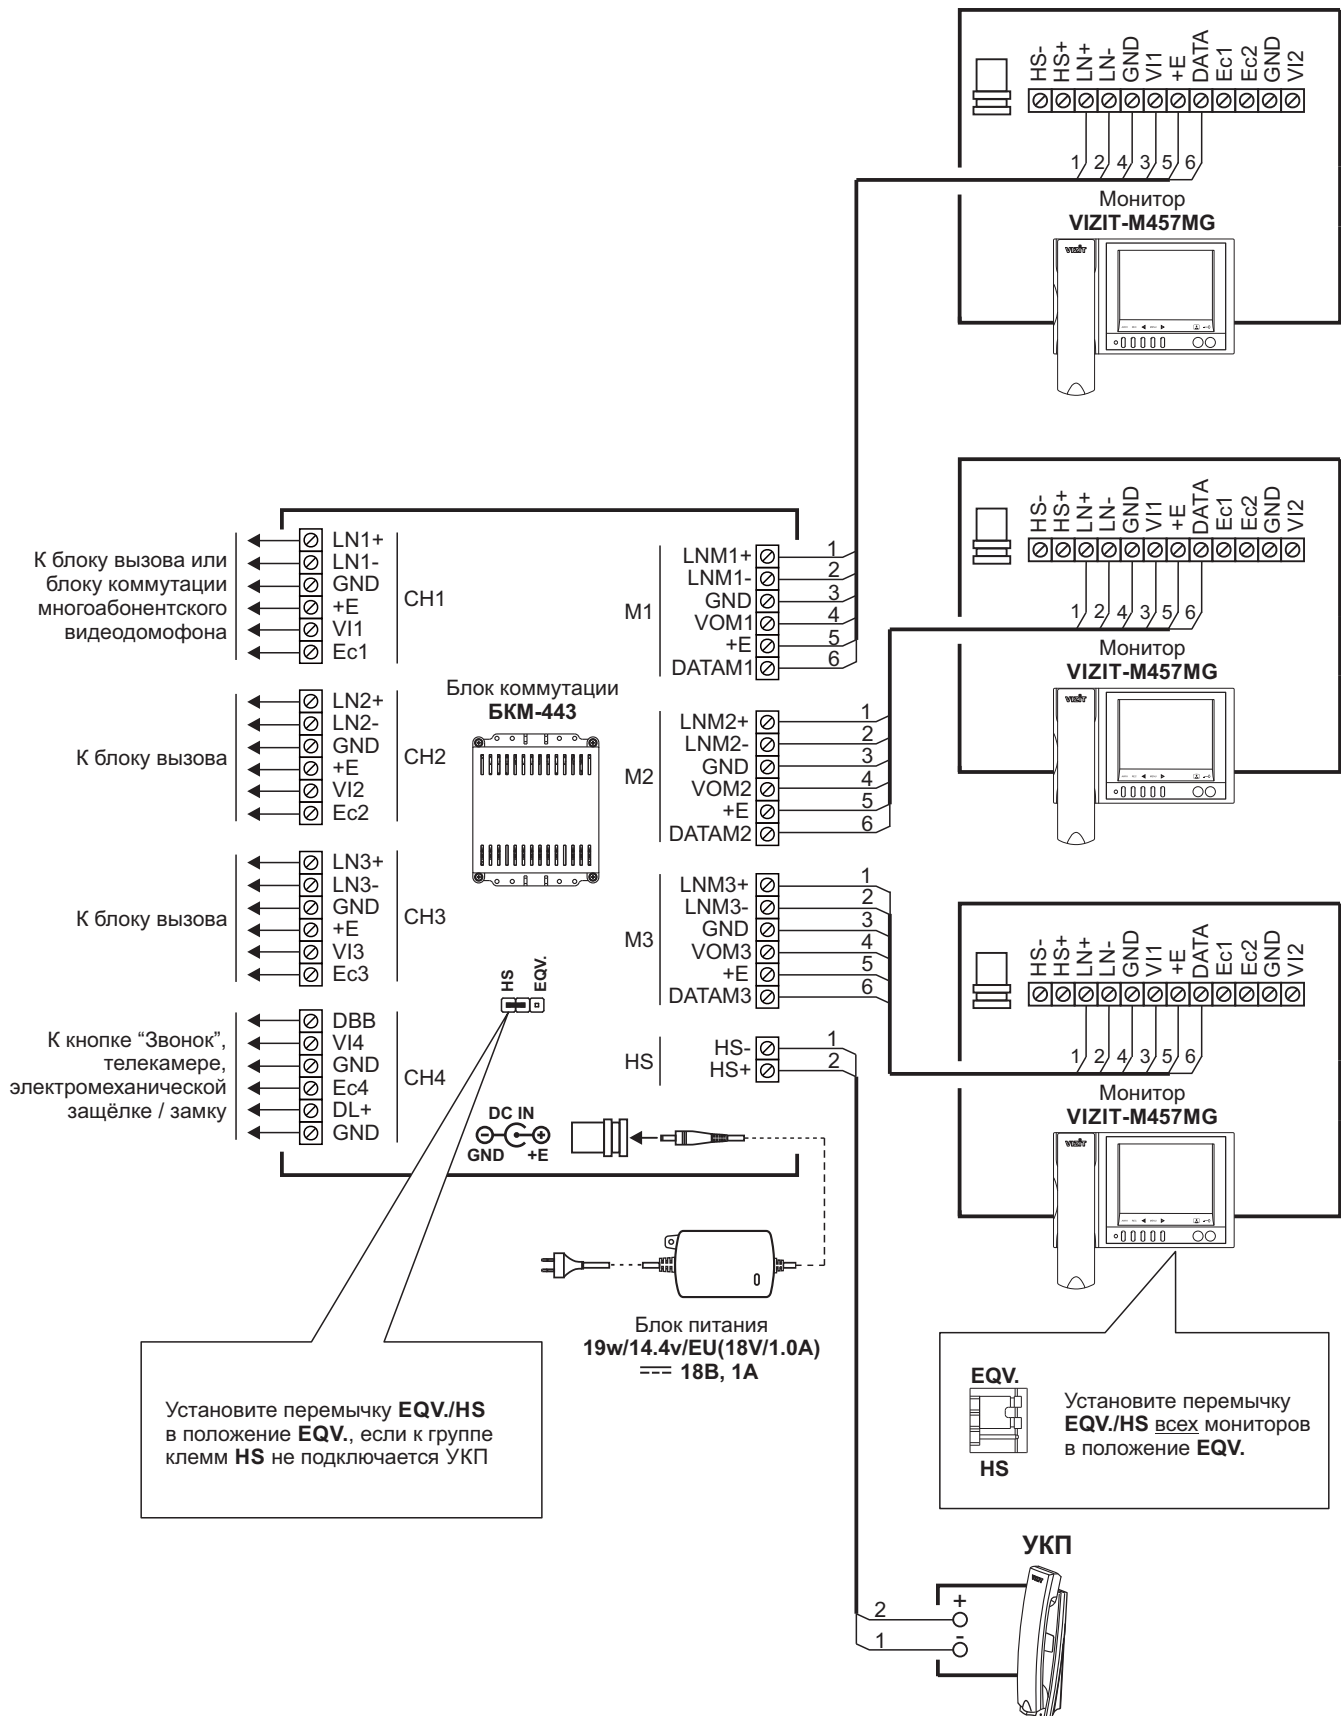 HS-
HS+
LN+
LN-
GND
VI1
+E
DATA
Ec1
Ec2
GND
VI2
1 2 4 3 5 6
Монитор
VIZIT-M457MG
VIZIT
HS-
HS+
LN+
LN-
GND
VI1
+E
DATA
Ec1
Ec2
GND
VI2
1 2 4 3 5 6
Монитор
VIZIT-M457MG
VIZIT
К блоку вызова или
блоку коммутации
многоабонентского
видеодомофона
LN1+
LN1-
GND
+E
VI1
Ec1
CH1
К блоку вызова
LN2+
LN2-
GND
+E
VI2
Ec2
CH2
К блоку вызова
LN3+
LN3-
GND
+E
VI3
Ec3
CH3
К кнопке “Звонок”,
телекамере,
электромеханической
защёлке / замку
DBB
VI4
GND
Ec4
DL+
GND
CH4
Блок коммутации
БКМ-443
HS
EQV.
DC IN
GND +E
M1
LNM1+ 1
LNM1- 2
GND 3
VOM1 4
+E 5
DATAM1 6
M2
LNM2+ 1
LNM2- 2
GND 3
VOM2 4
+E 5
DATAM2 6
M3
LNM3+ 1
LNM3- 2
GND 3
VOM3 4
+E 5
DATAM3 6
HS
HS- 1
HS+ 2
HS-
HS+
LN+
LN-
GND
VI1
+E
DATA
Ec1
Ec2
GND
VI2
1 2 4 3 5 6
Монитор
VIZIT-M457MG
VIZIT
Блок питания
19w/14.4v/EU(18V/1.0A)
18В, 1А
Установите перемычку EQV./HS
в положение EQV., если к группе
клемм HS не подключается УКП
EQV.
HS
Установите перемычку
EQV./HS всех мониторов
в положение EQV.
УКП
2 +
1 -